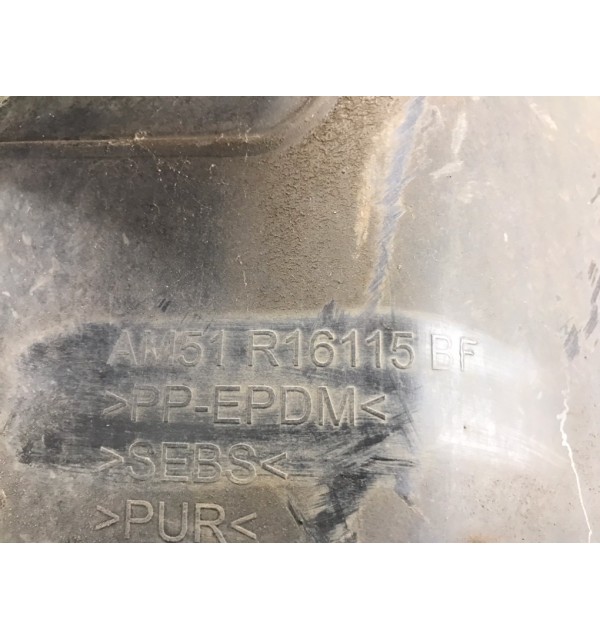 AM51 R16115 BF
>PP-EPDM<
>SEBS<
>PUR<